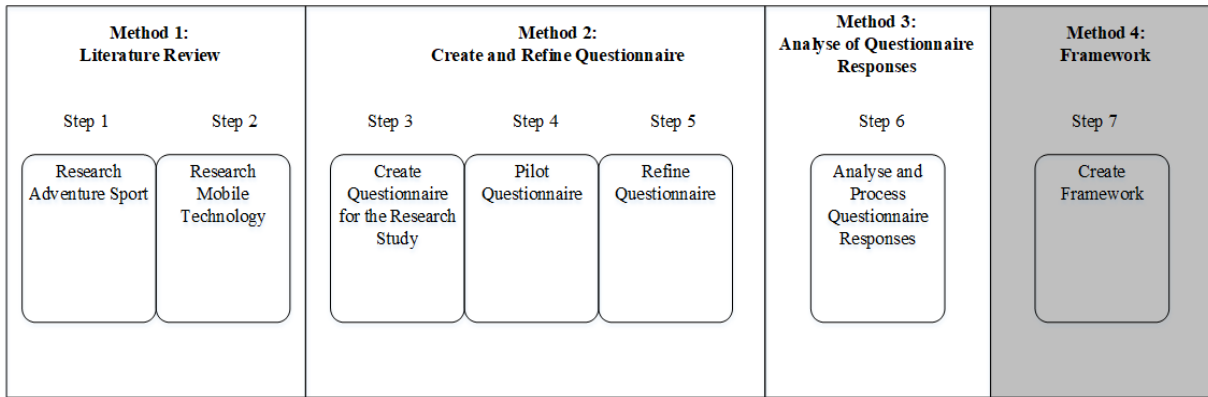 Method 1:
Literature Review
Method 2:
Create and Refine Questionnaire
Method 3:
Analyse of Questionnaire
Responses
Method 4:
Framework
Step 1
Step 2
Step 3
Step 4
Step 5
Step 6
Step 7
Research
Adventure Sport
Research
Mobile
Technology
Create
Questionnaire
for the Research
Study
Pilot
Questionnaire
Refine
Questionnaire
Analyse and
Process
Questionnaire
Responses
Create
Framework